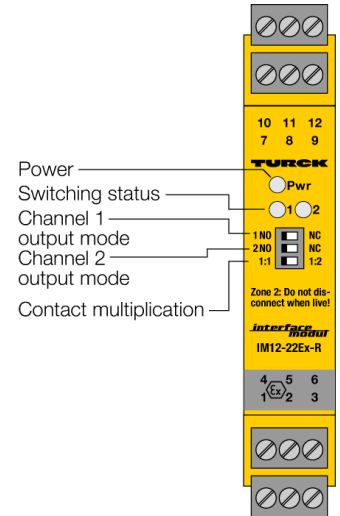 10 11 12
7 8 9
TURCK
Power
Pwr
Switching status
1 2
Channel 1
output mode
1 NO NC
Channel 2
output mode
2 NO NC
Contact multiplication
1:1 1:2
Zone 2: Do not dis-
connect when live!
interface
modul
IM12-22Ex-R
4 5 6
Ex
1 2 3